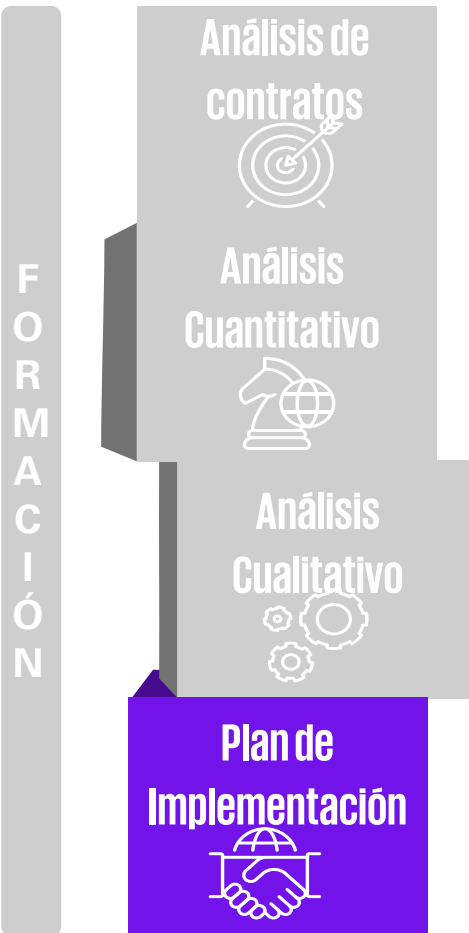 FORMACIÓN
Análisis de
contratos
Análisis
Cuantitativo
Análisis
Cualitativo
Plan de
Implementación